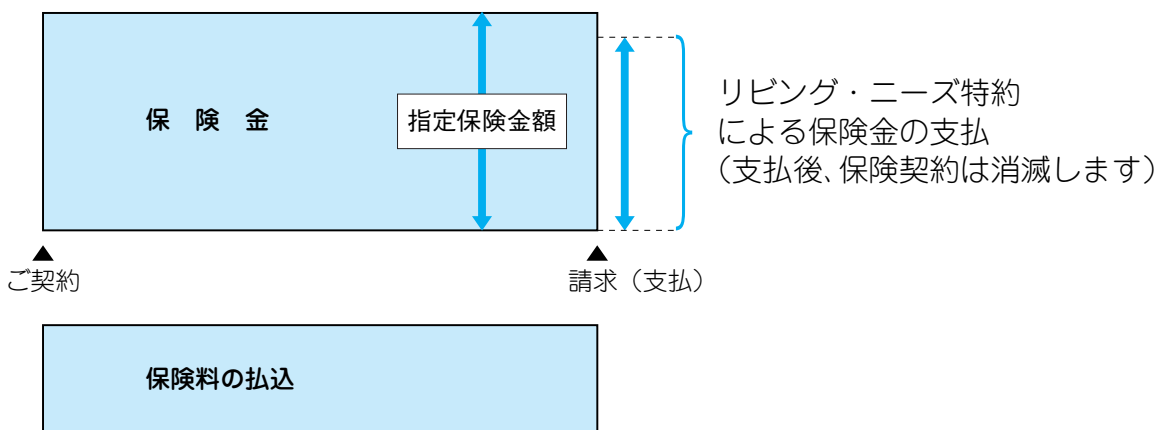 保　険　金
指定保険金額
リビング・ニーズ特約
による保険金の支払
（支払後、保険契約は消滅します）
ご契約
請求（支払）
保険料の払込